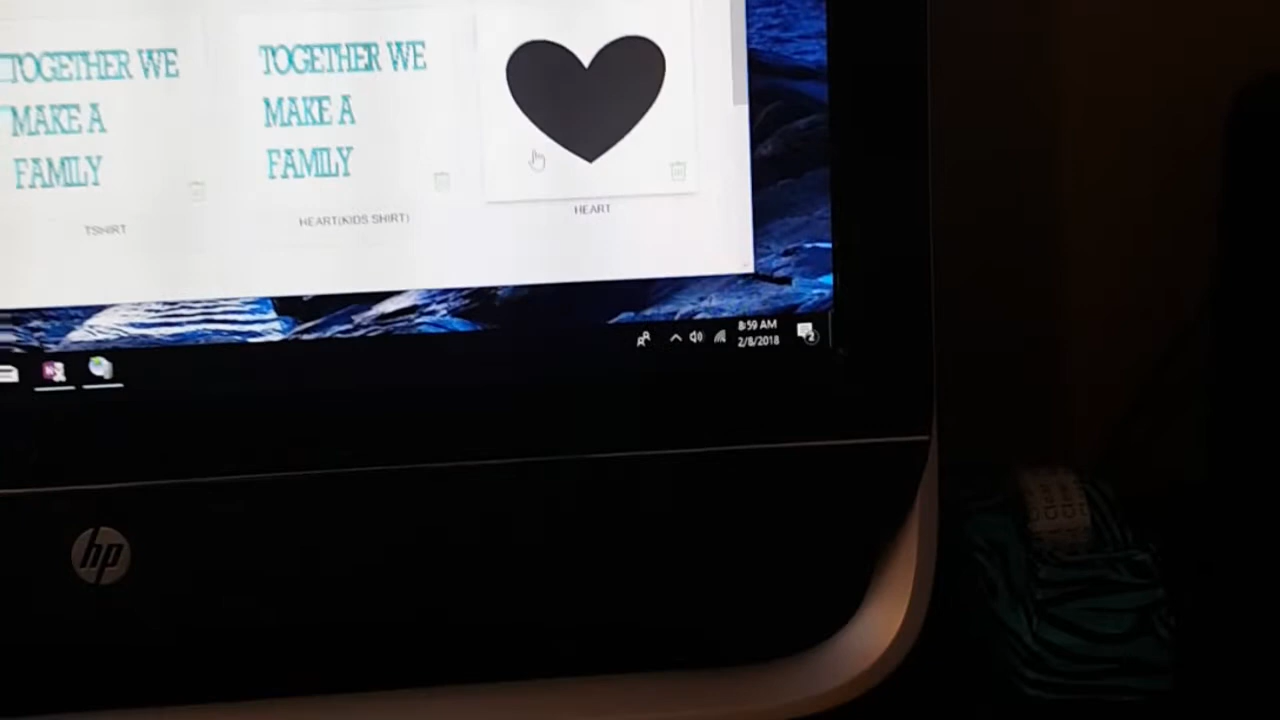 TOGETHER WE
MAKE A
FAMILY
TSHIRT
TOGETHER WE
MAKE A
FAMILY
HEART(KIDS SHIRT)
HEART
8:59 AM
2/8/2018
2
hp